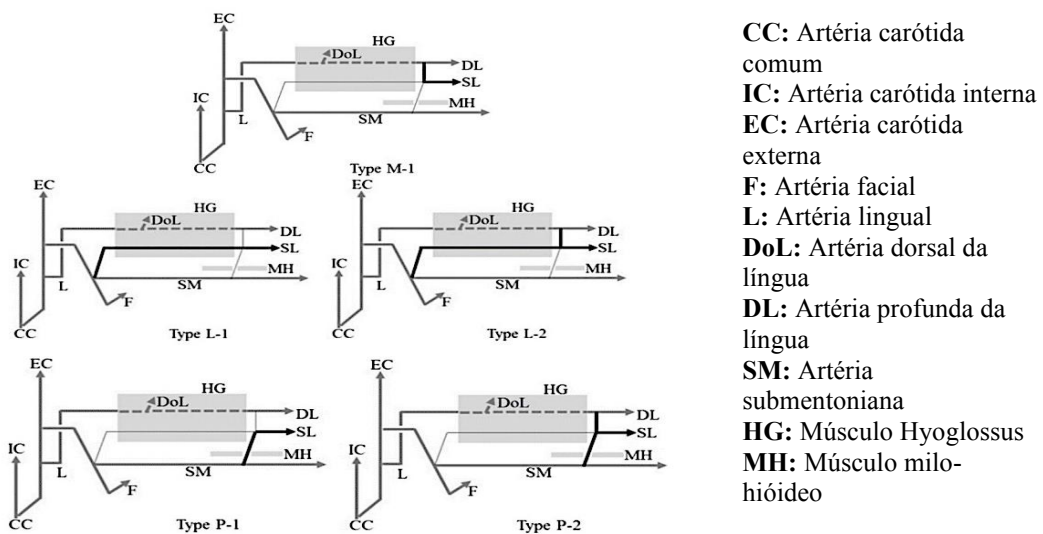 EC
HG
DoL
DL
SL
IC
MH
L
SM
F
CC
Type M-1
EC
HG
DoL
DL
SL
IC
MH
L
SM
F
CC
Type L-1
EC
HG
DoL
DL
SL
IC
MH
L
SM
F
CC
Type L-2
EC
HG
DoL
DL
SL
IC
MH
L
SM
F
CC
Type P-1
EC
HG
DoL
DL
SL
IC
MH
L
SM
F
CC
Type P-2
CC: Artéria carótida
comum
IC: Artéria carótida interna
EC: Artéria carótida
externa
F: Artéria facial
L: Artéria lingual
DoL: Artéria dorsal da
língua
DL: Artéria profunda da
língua
SM: Artéria
submentoniana
HG: Músculo Hyoglossus
MH: Músculo milo-
hióideo